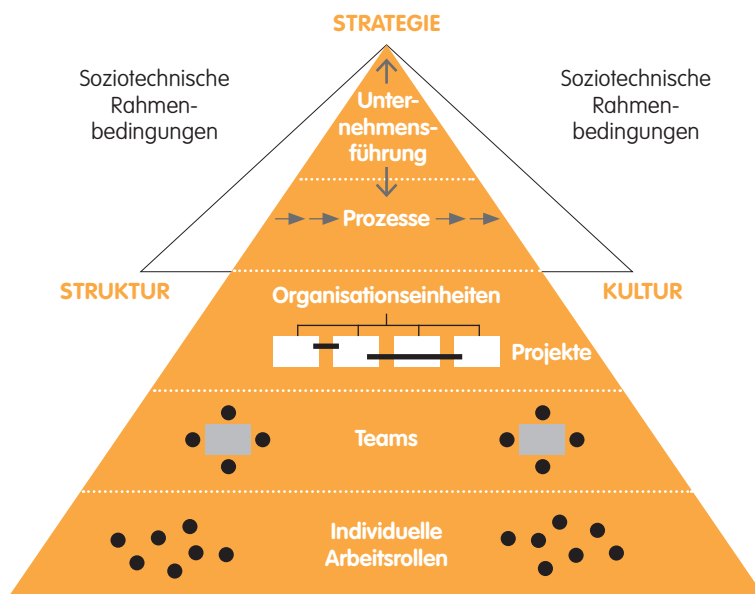 STRATEGIE
Soziotechnische
Rahmen-
bedingungen
Soziotechnische
Rahmen-
bedingungen
Unter-
nehmens-
führung
Prozesse
STRUKTUR
KULTUR
Organisationseinheiten
Projekte
Teams
Individuelle
Arbeitsrollen